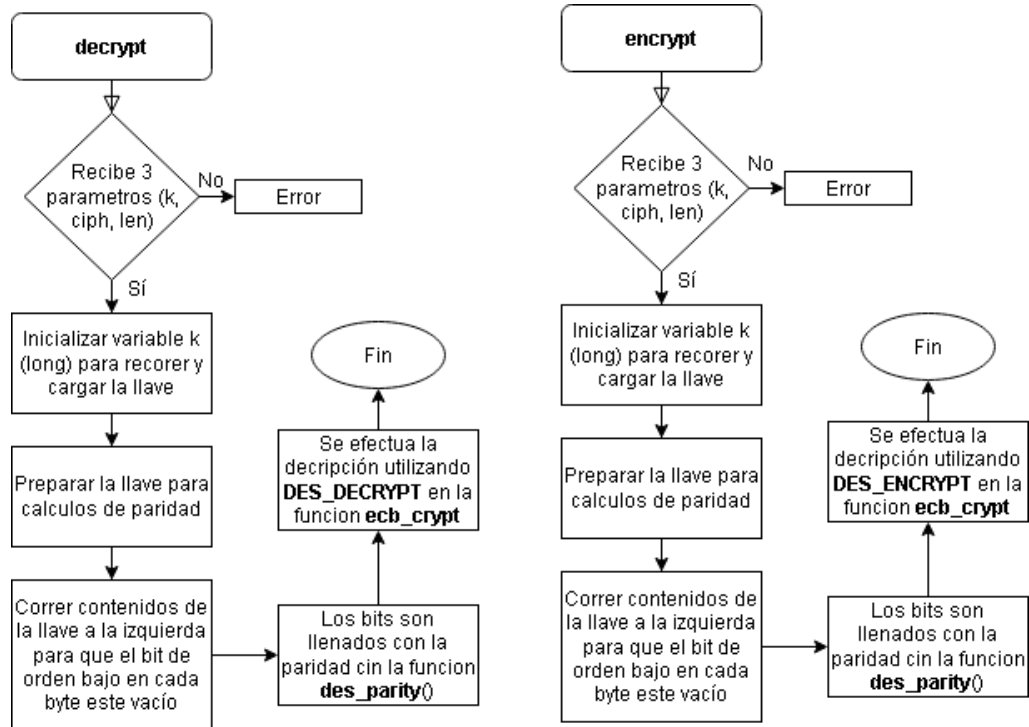 decrypt
Recibe 3
parametros (k,
ciph, len)
No
Error
Sí
Inicializar variable k
(long) para recorer y
cargar la llave
Preparar la llave para
calculos de paridad
Correr contenidos de
la llave a la izquierda
para que el bit de
orden bajo en cada
byte este vacío
Los bits son
llenados con la
paridad cin la funcion
des_parity()
Se efectua la
decripción utilizando
DES_DECRYPT en la
funcion ecb_crypt
Fin
encrypt
Recibe 3
parametros (k,
ciph, len)
No
Error
Sí
Inicializar variable k
(long) para recorer y
cargar la llave
Preparar la llave para
calculos de paridad
Correr contenidos de
la llave a la izquierda
para que el bit de
orden bajo en cada
byte este vacío
Los bits son
llenados con la
paridad cin la funcion
des_parity()
Se efectua la
decripción utilizando
DES_ENCRYPT en la
funcion ecb_crypt
Fin